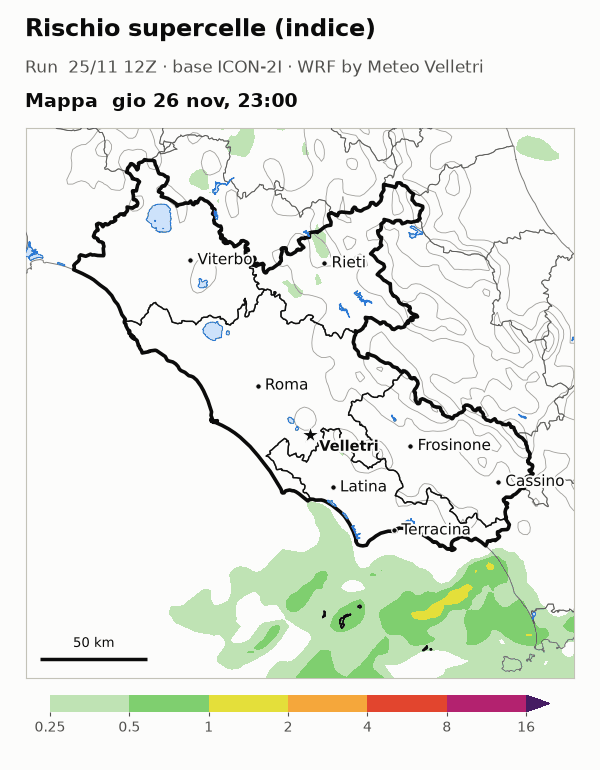 Rischio supercelle (indice)
Run  25/11 12Z · base ICON-2I · WRF by Meteo Velletri
Mappa  gio 26 nov, 23:00
Viterbo
Rieti
Roma
Velletri
Frosinone
Latina
Cassino
Terracina
50 km
0.25 0.5 1 2 4 8 16